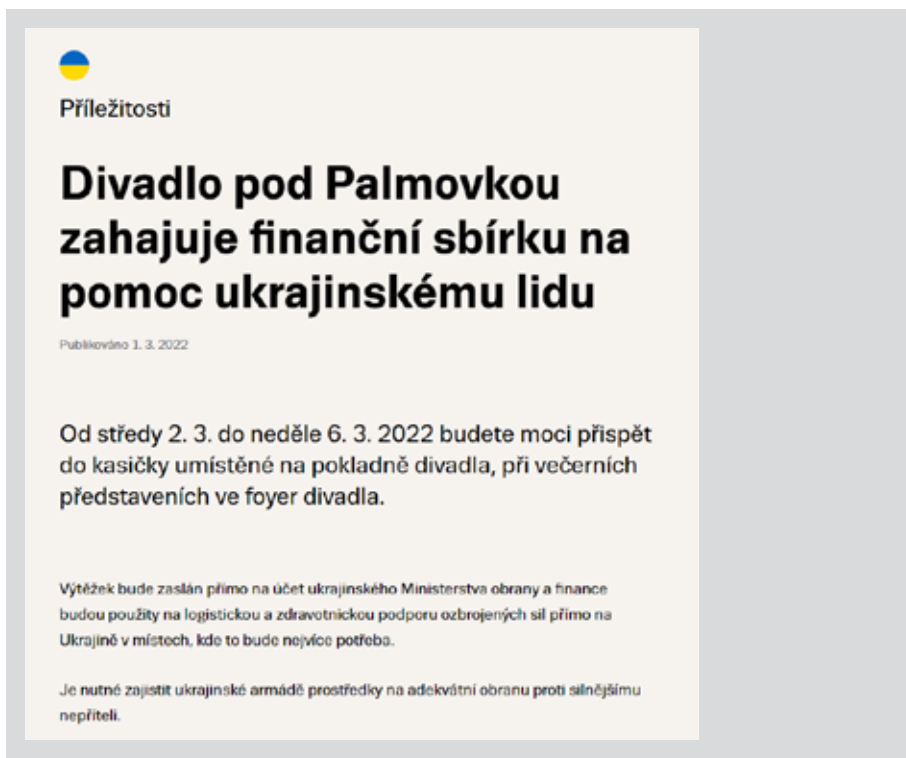 Příležitosti
Divadlo pod Palmovkou
zahajuje finanční sbírku na
pomoc ukrajinskému lidu
Publikováno 1. 3. 2022
Od středy 2. 3. do neděle 6. 3. 2022 budete moci přispět
do kasičky umístěné na pokladně divadla, při večerních
představeních ve foyer divadla.
Výtěžek bude zaslán přímo na účet ukrajinského Ministerstva obrany a finance
budou použity na logistickou a zdravotnickou podporu ozbrojených sil přímo na
Ukrajině v místech, kde to bude nejvíce potřeba.
Je nutné zajistit ukrajinské armádě prostředky na adekvátní obranu proti silnějšímu
nepříteli.